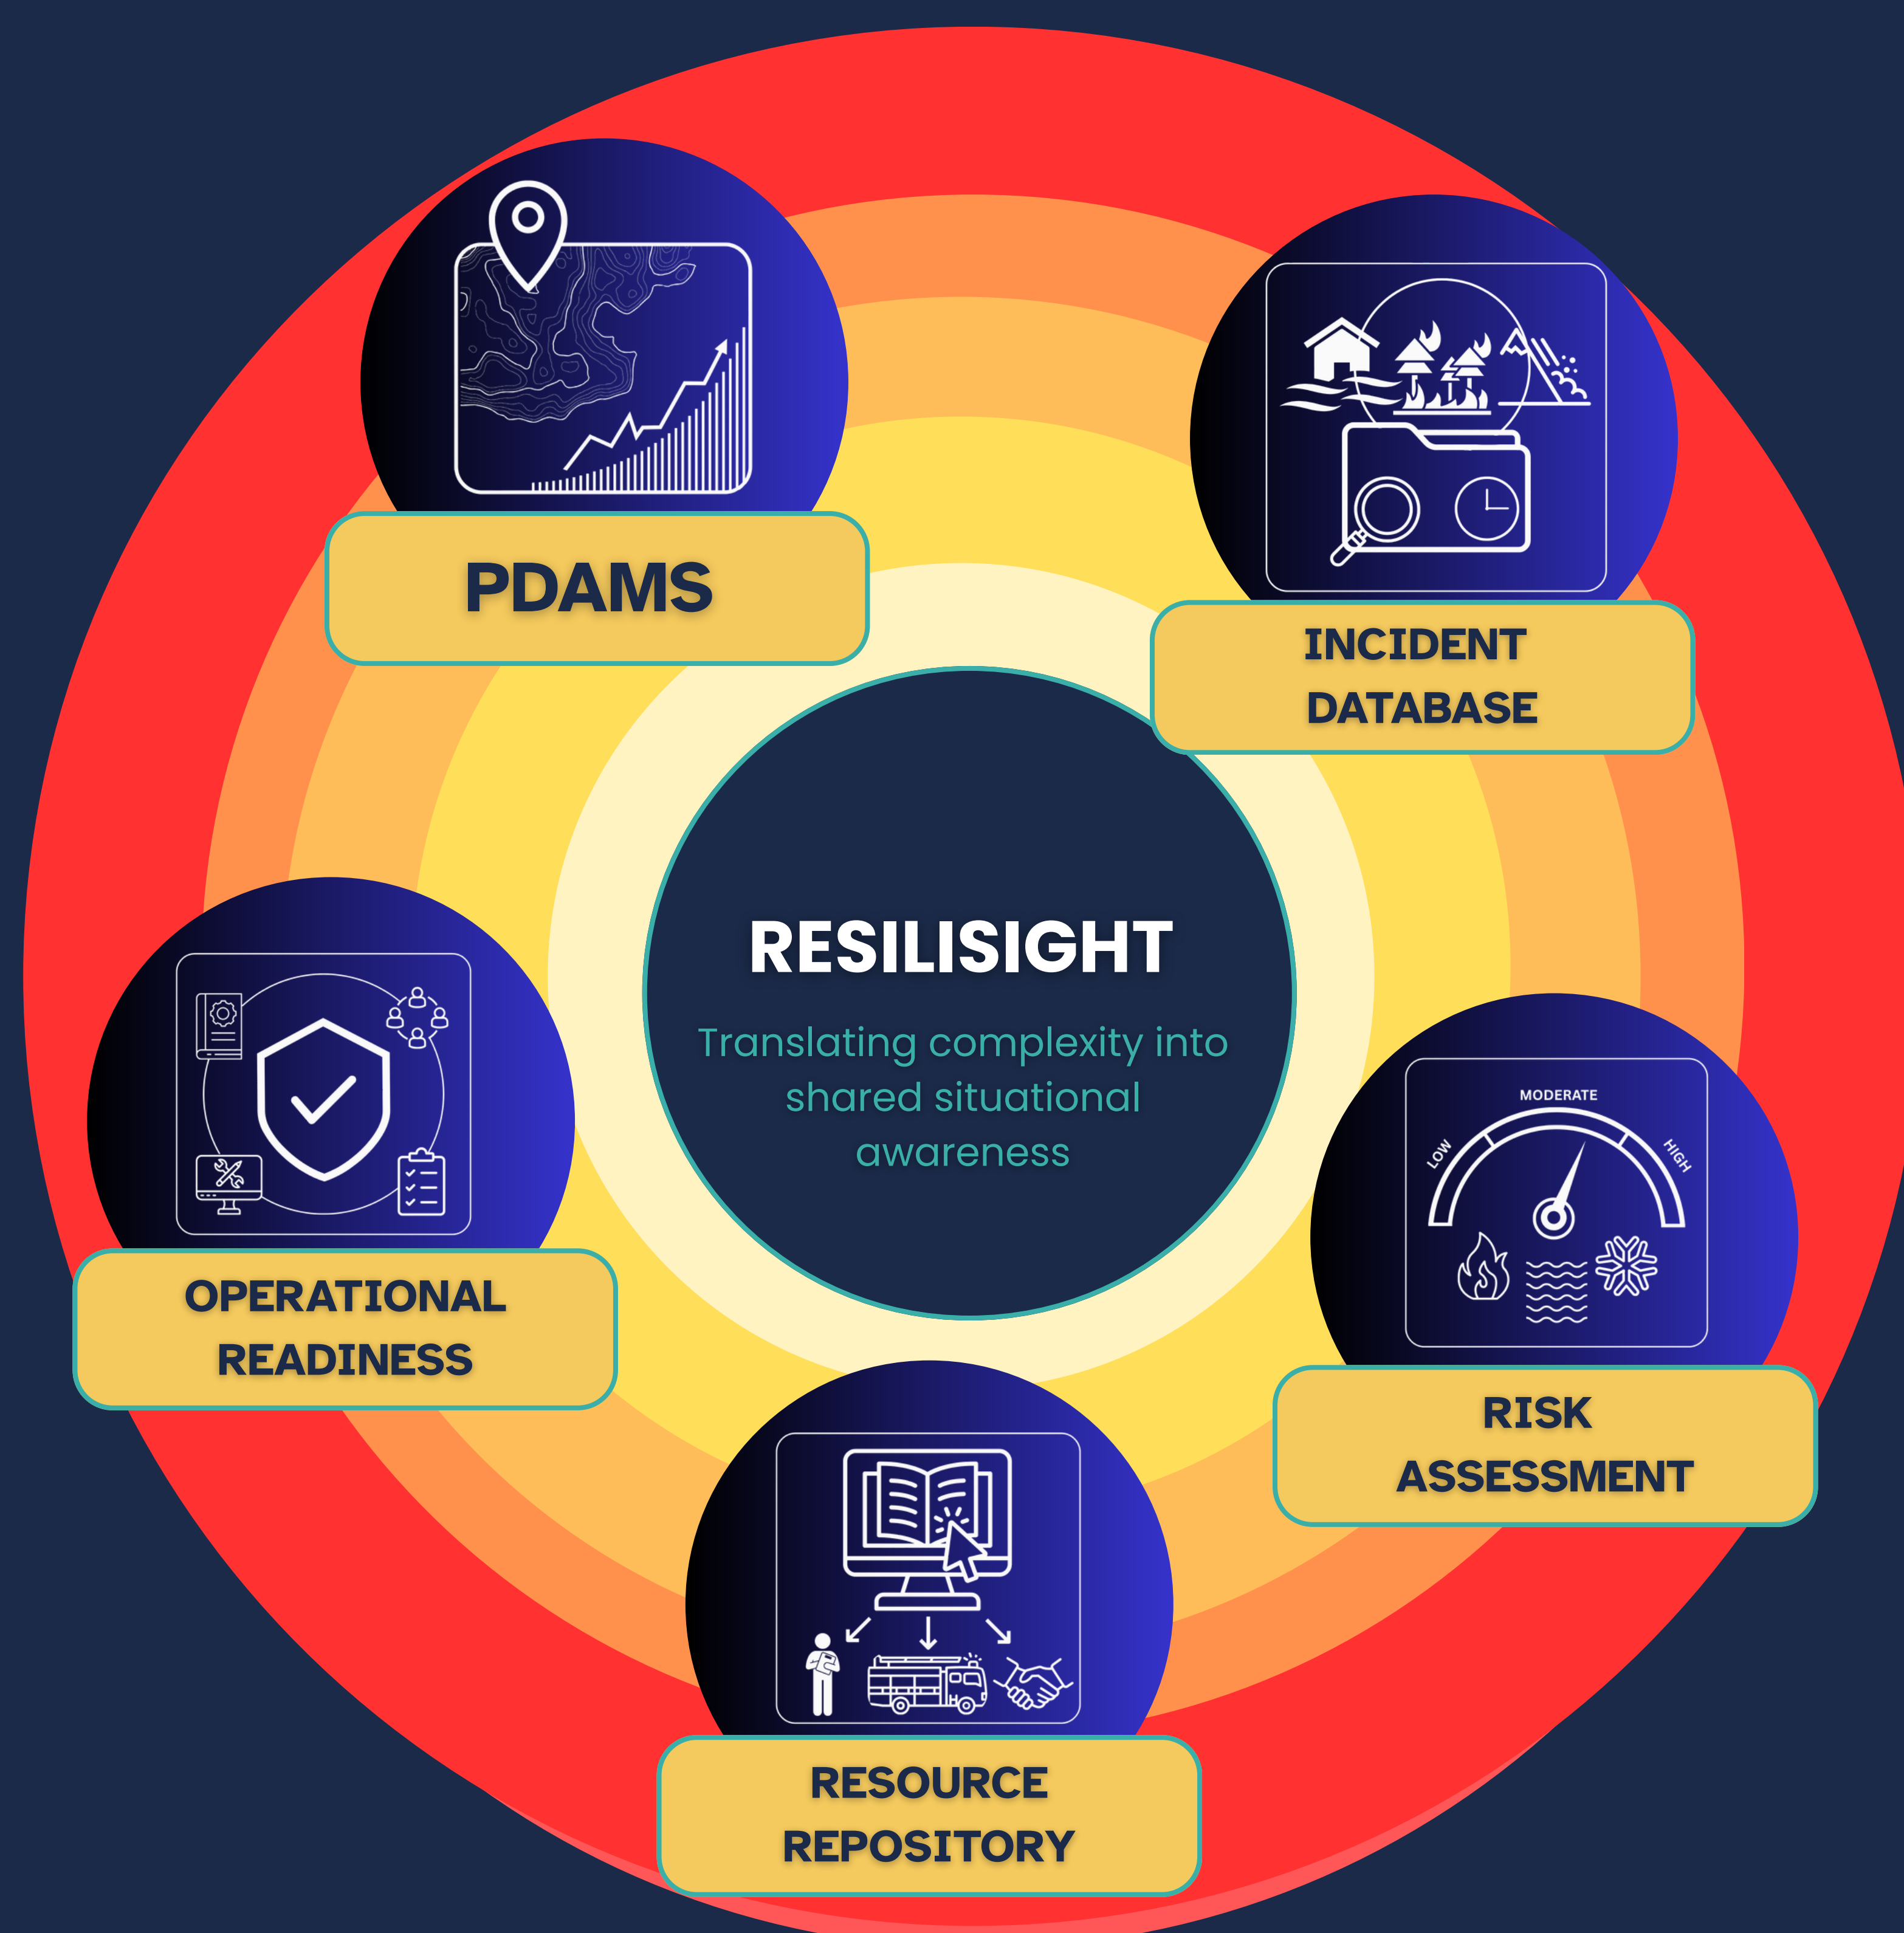 PDAMS
INCIDENT
DATABASE
RESILISIGHT
Translating complexity into
shared situational
awareness
OPERATIONAL
READINESS
LOW
MODERATE
HIGH
RISK
ASSESSMENT
RESOURCE
REPOSITORY